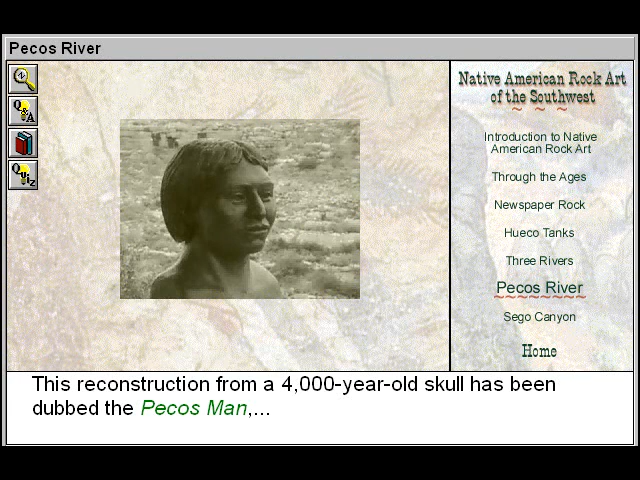 Pecos River
Q&A
Quiz
Native American Rock Art
of the Southwest
Introduction to Native
American Rock Art
Through the Ages
Newspaper Rock
Hueco Tanks
Three Rivers
Pecos River
Sego Canyon
Home
This reconstruction from a 4,000-year-old skull has been
dubbed the Pecos Man,...